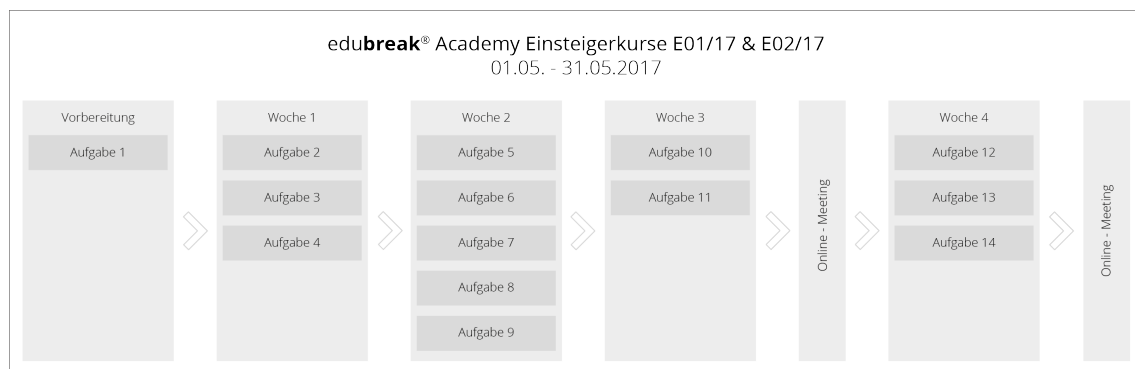 edubreak® Academy Einsteigerkurse E01/17 & E02/17
01.05. - 31.05.2017
Vorbereitung
Aufgabe 1
Woche 1
Aufgabe 2
Aufgabe 3
Aufgabe 4
Woche 2
Aufgabe 5
Aufgabe 6
Aufgabe 7
Aufgabe 8
Aufgabe 9
Woche 3
Aufgabe 10
Aufgabe 11
Online - Meeting
Woche 4
Aufgabe 12
Aufgabe 13
Aufgabe 14
Online - Meeting